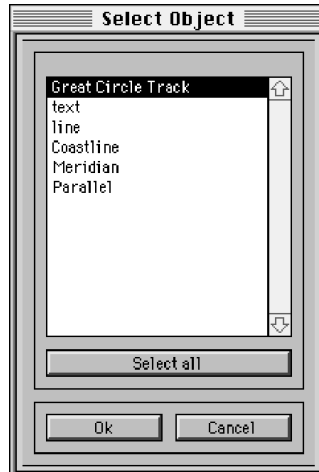 Select Object
Great Circle Track
text
line
Coastline
Meridian
Parallel
Select all
Ok Cancel